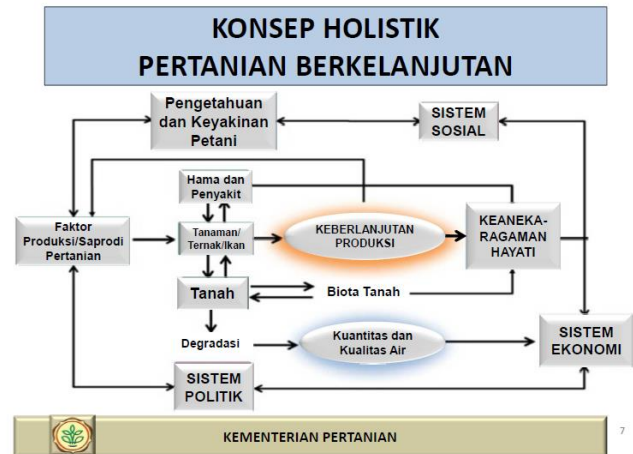 KONSEP HOLISTIK
PERTANIAN BERKELANJUTAN
Pengetahuan
dan Keyakinan
Petani
SISTEM
SOSIAL
Hama dan
Penyakit
Faktor
Produksi/Saprodi
Pertanian
Tanaman/
Ternak/Ikan
KEBERLANJUTAN
PRODUKSI
KEANEKA-
RAGAMAN
HAYATI
Tanah
Biota Tanah
Degradasi
Kuantitas dan
Kualitas Air
SISTEM
EKONOMI
SISTEM
POLITIK
KEMENTERIAN PERTANIAN
7